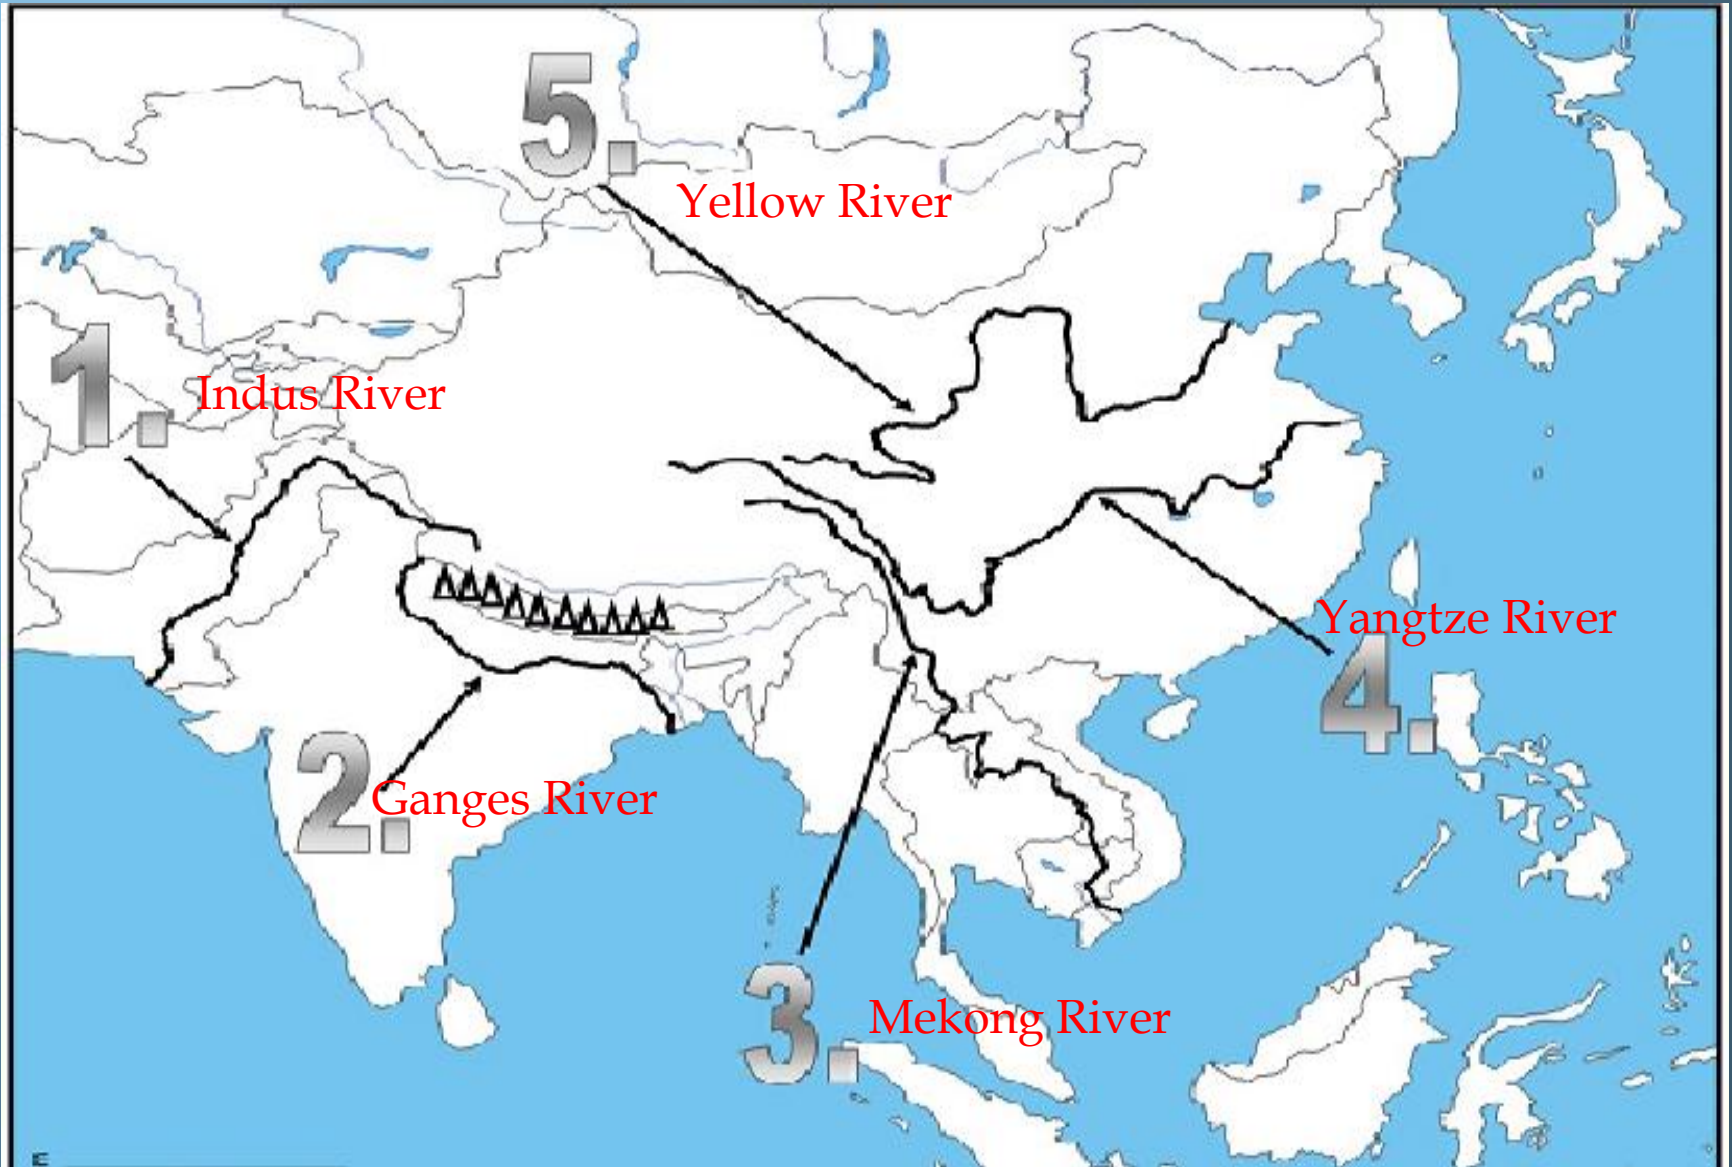 5.
Yellow River
1.
Indus River
Yangtze River
4.
2.
Ganges River
3.
Mekong River